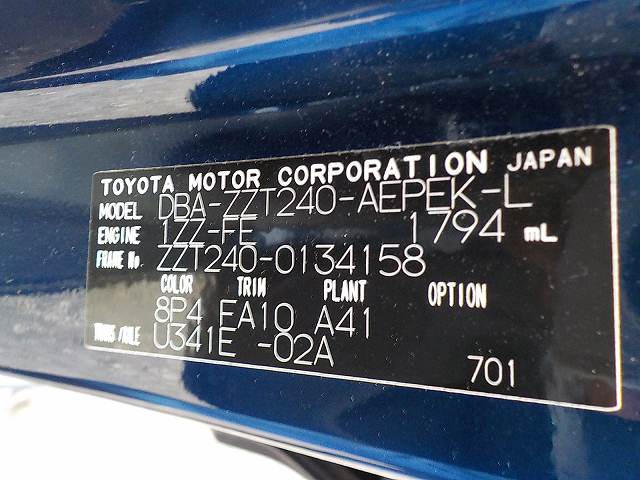 TOYOTA MOTOR CORPORATION JAPAN
MODEL DBA-ZZT240-AEPEK-L
ENGINE 1ZZ-FE 1794 mL
FRAME No. ZZT240-0134158
COLOR TRIM PLANT OPTION
8P4 FA10 A41
TRANS/AXLE U341E -02A
701